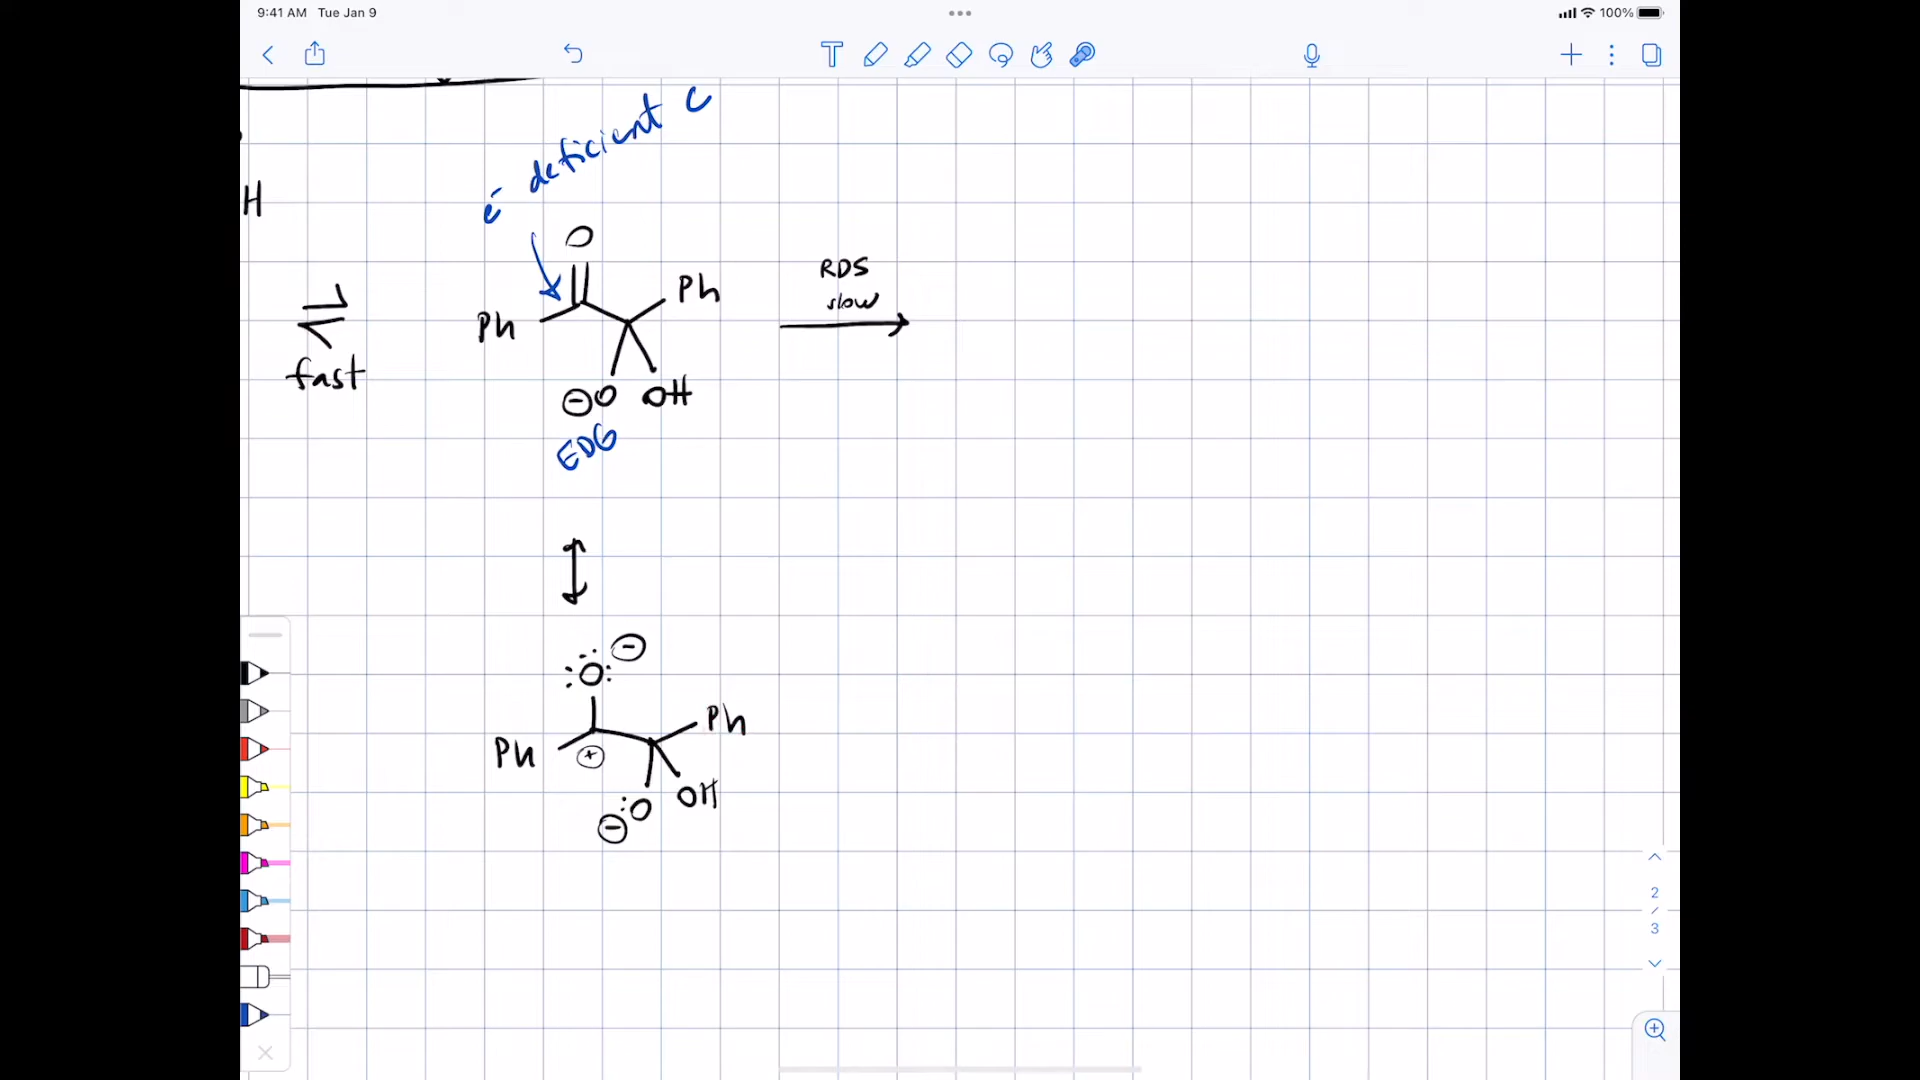 9:41 AM Tue Jan 9
100%
e⁻ deficient C
H
O
Ph
Ph
⊖O OH
EDG
fast
RDS
slow
:O: ⊖
Ph
Ph
⊕
⊖ :O OH
2
/
3